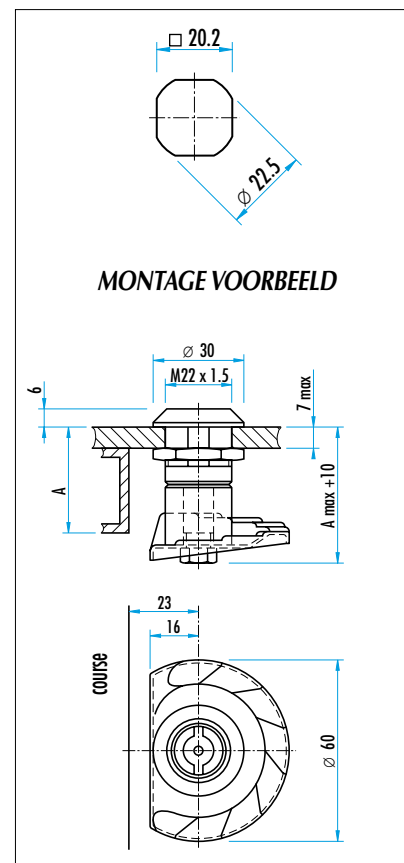 □ 20.2
⌀ 22.5
MONTAGE VOORBEELD
⌀ 30
M22 x 1.5
6
7 max
A
A max +10
23
16
course
⌀ 60